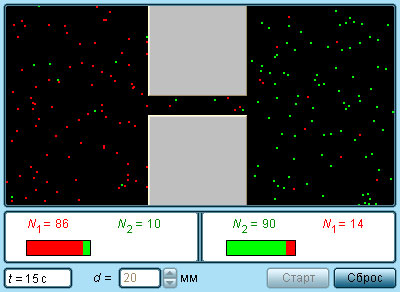 N1= 86 N2 = 10 N2 = 90 N1= 14
t = 15 с d = 20 мм Старт Сброс